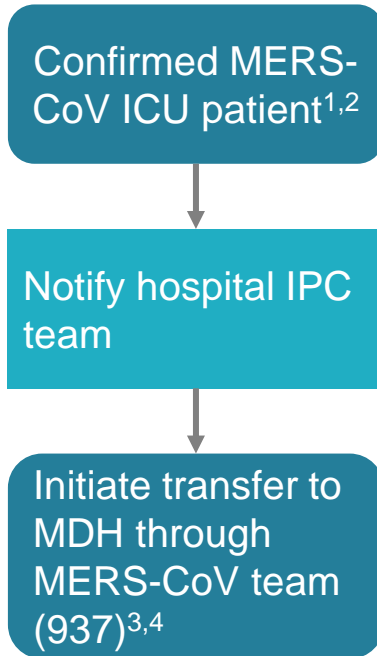 Confirmed MERS-
CoV ICU patient1,2
Notify hospital IPC
team
Initiate transfer to
MDH through
MERS-CoV team
(937)3,4